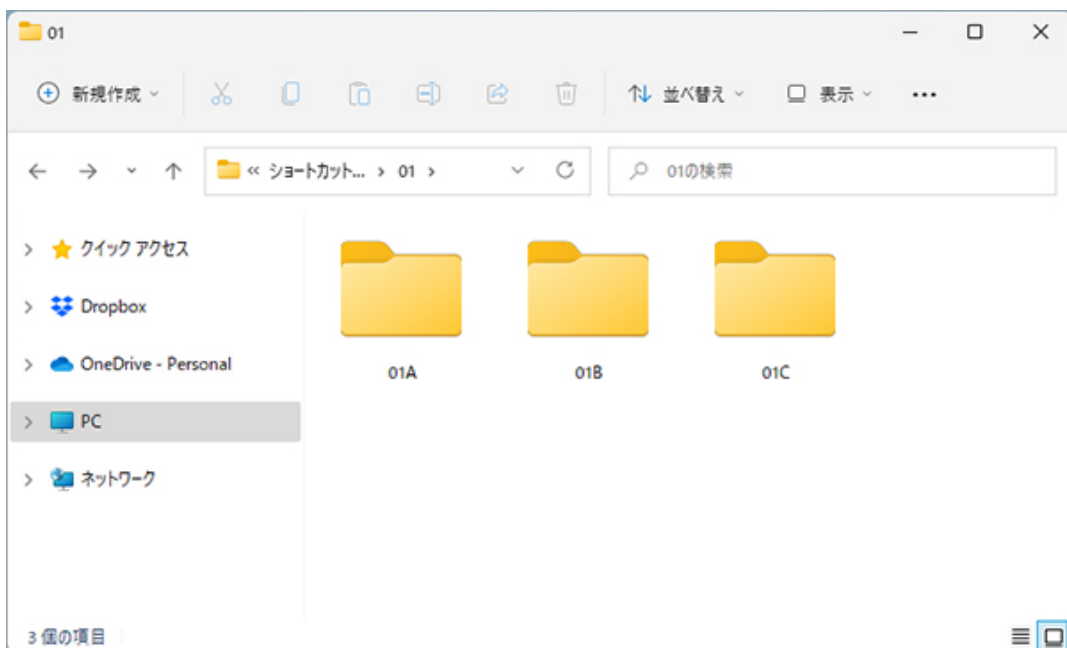 01
新規作成
並べ替え
表示
« ショートカット... › 01 ›
01の検索
クイック アクセス
Dropbox
OneDrive - Personal
PC
ネットワーク
01A
01B
01C
3 個の項目